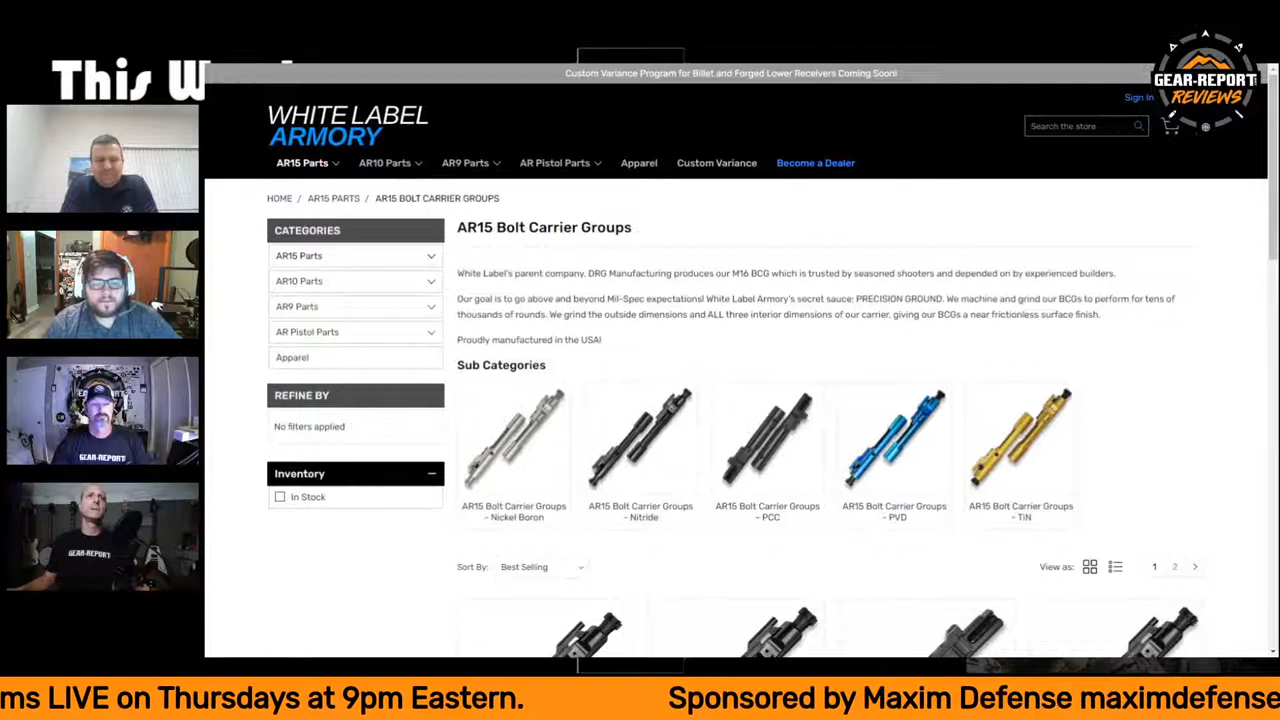 This W
Custom Variance Program for Billet and Forged Lower Receivers Coming Soon!
GEAR-REPORT
REVIEWS
Sign In
WHITE LABEL
ARMORY
Search the store
AR15 Parts
AR10 Parts
AR9 Parts
AR Pistol Parts
Apparel
Custom Variance
Become a Dealer
HOME / AR15 PARTS / AR15 BOLT CARRIER GROUPS
CATEGORIES
AR15 Parts
AR10 Parts
AR9 Parts
AR Pistol Parts
Apparel
REFINE BY
No filters applied
Inventory
In Stock
AR15 Bolt Carrier Groups
White Label's parent company, DRG Manufacturing produces our M16 BCG which is trusted by seasoned shooters and depended on by experienced builders.
Our goal is to go above and beyond Mil-Spec expectations! White Label Armory's secret sauce: PRECISION GROUND. We machine and grind our BCGs to perform for tens of
thousands of rounds. We grind the outside dimensions and ALL three interior dimensions of our carrier, giving our BCGs a near frictionless surface finish.
Proudly manufactured in the USA!
Sub Categories
AR15 Bolt Carrier Groups
- Nickel Boron
AR15 Bolt Carrier Groups
- Nitride
AR15 Bolt Carrier Groups
- PCC
AR15 Bolt Carrier Groups
- PVD
AR15 Bolt Carrier Groups
- TiN
Sort By: Best Selling
View as:
1 2
GEAR-REPORT
GEAR-REPORT
ms LIVE on Thursdays at 9pm Eastern.
Sponsored by Maxim Defense maximdefense